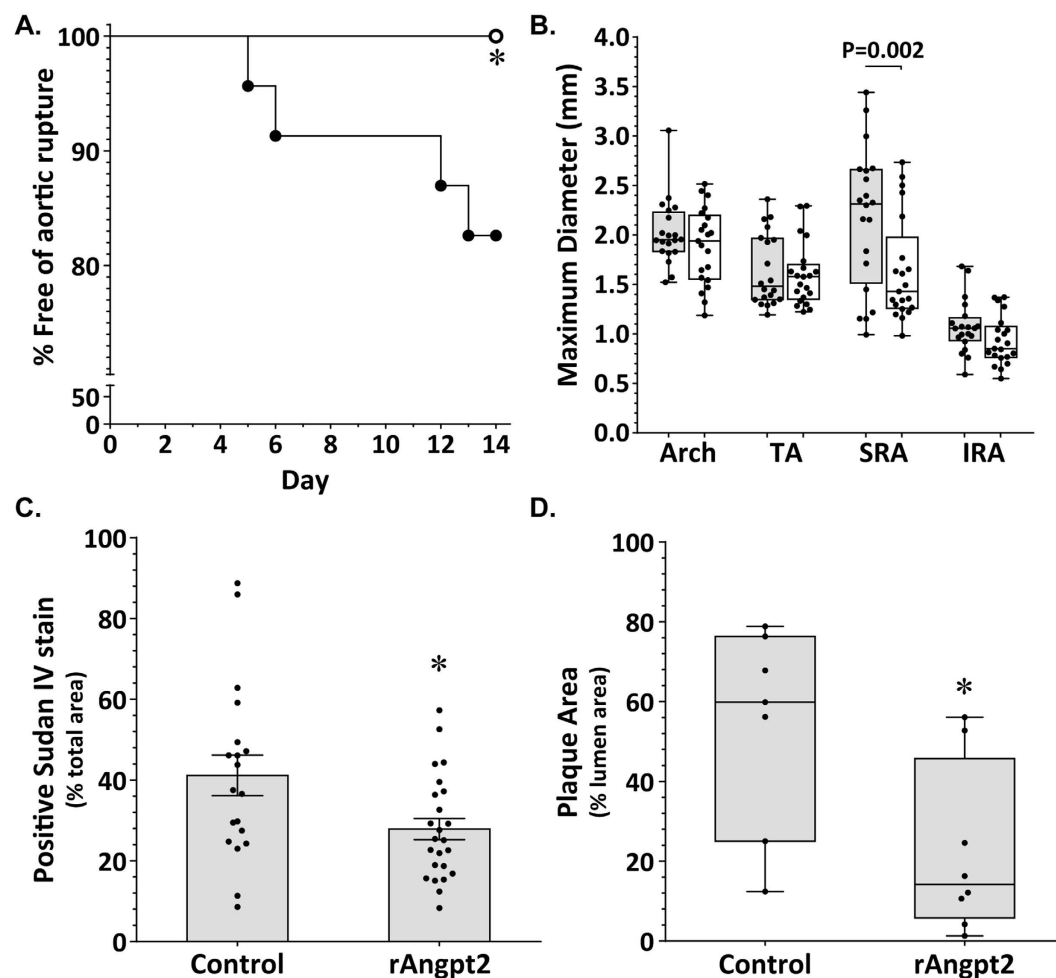 A.
% Free of aortic rupture
100
90
80
50
0
*
0 2 4 6 8 10 12 14
Day
B.
Maximum Diameter (mm)
4.0
3.5
3.0
2.5
2.0
1.5
1.0
0.5
0.0
P=0.002
Arch TA SRA IRA
C.
Positive Sudan IV stain
(% total area)
100
80
60
40
20
0
*
Control rAngpt2
D.
Plaque Area
(% lumen area)
100
80
60
40
20
0
*
Control rAngpt2